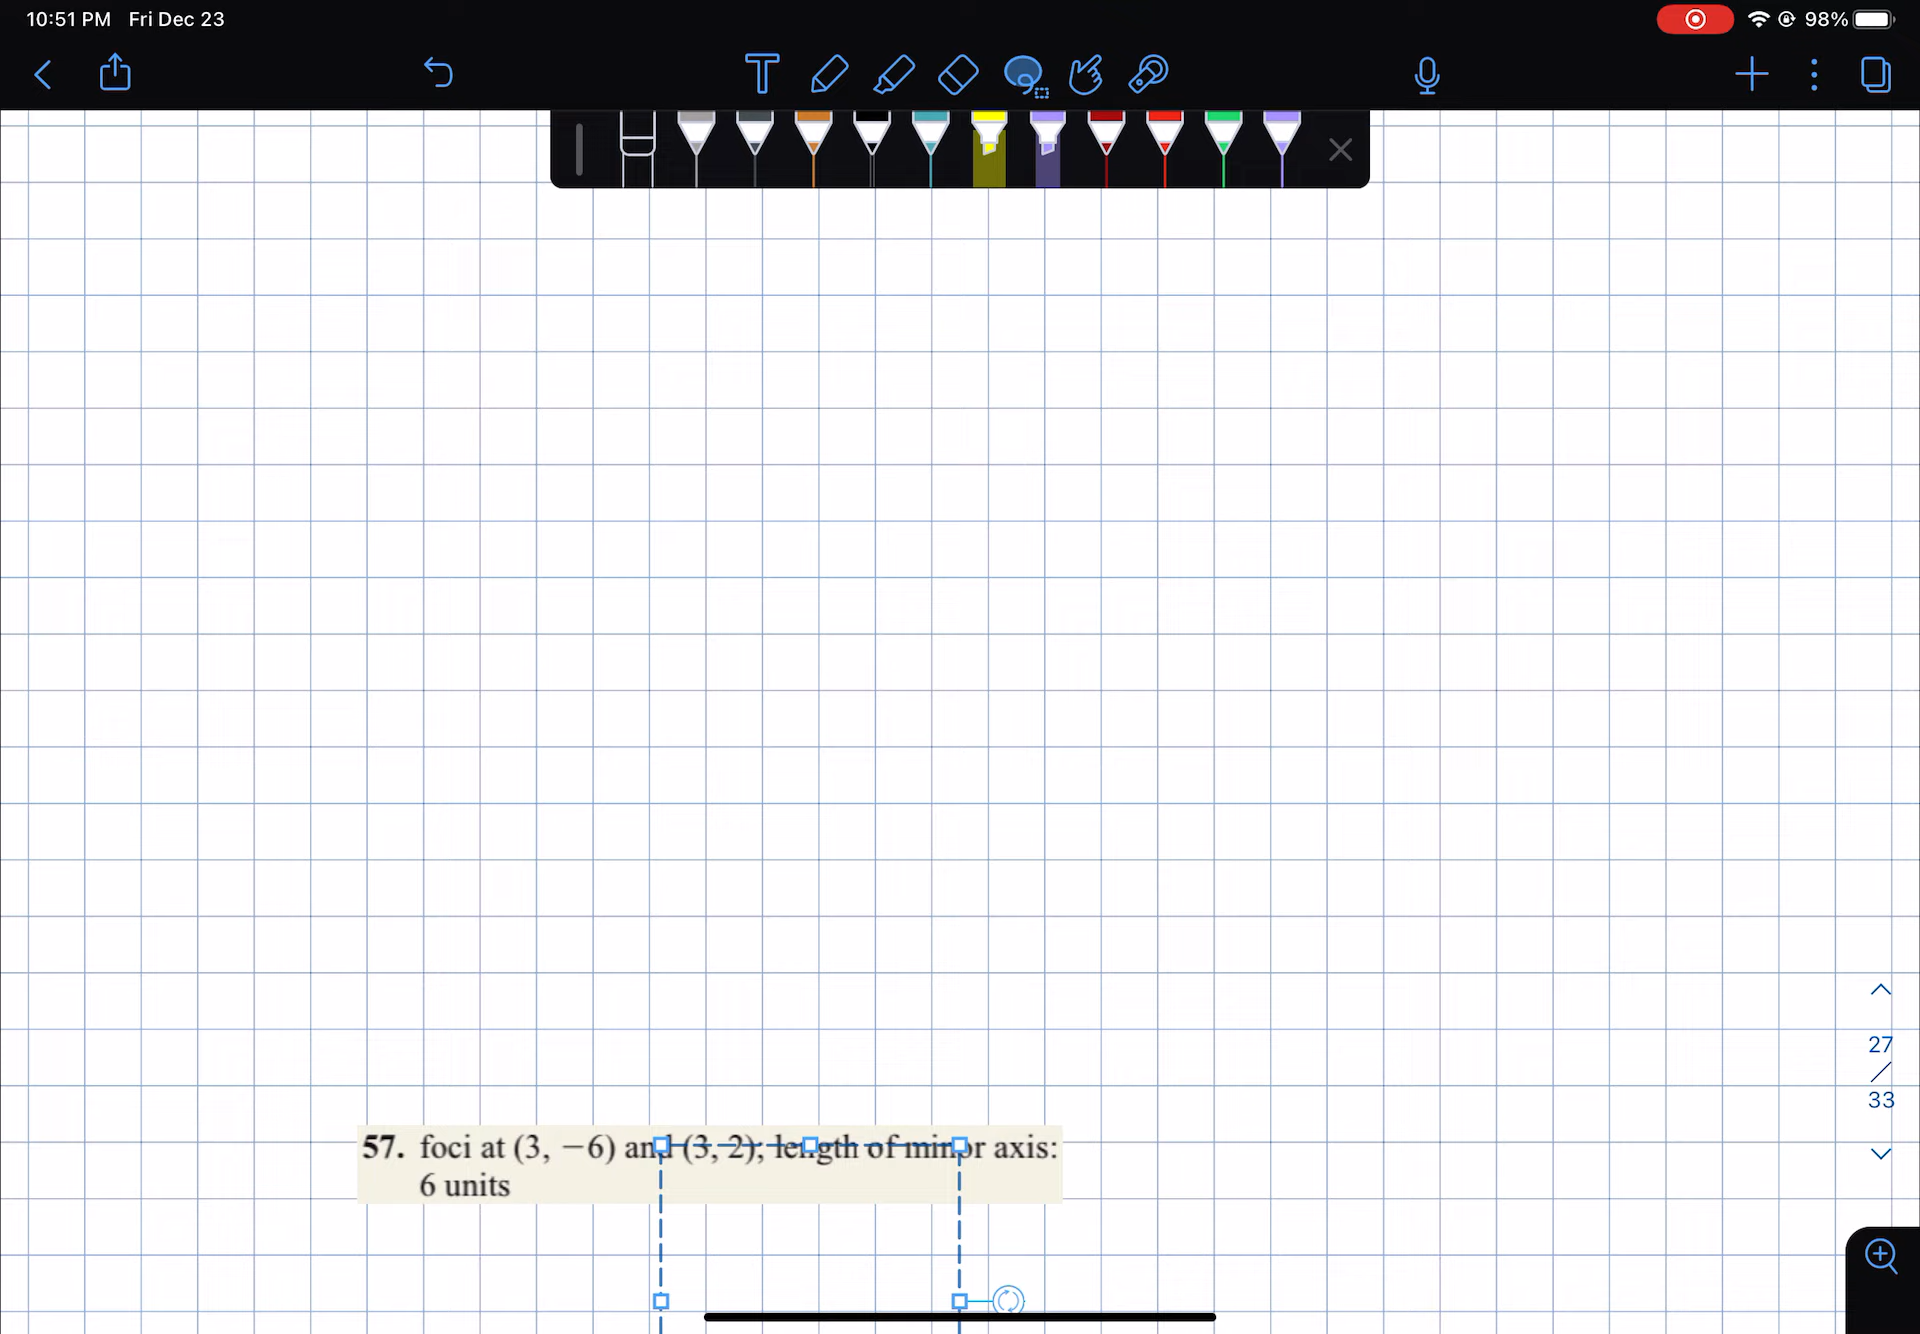 10:51 PM Fri Dec 23
98%
27
33
57. foci at (3, −6) and (3, 2); length of minor axis:
6 units